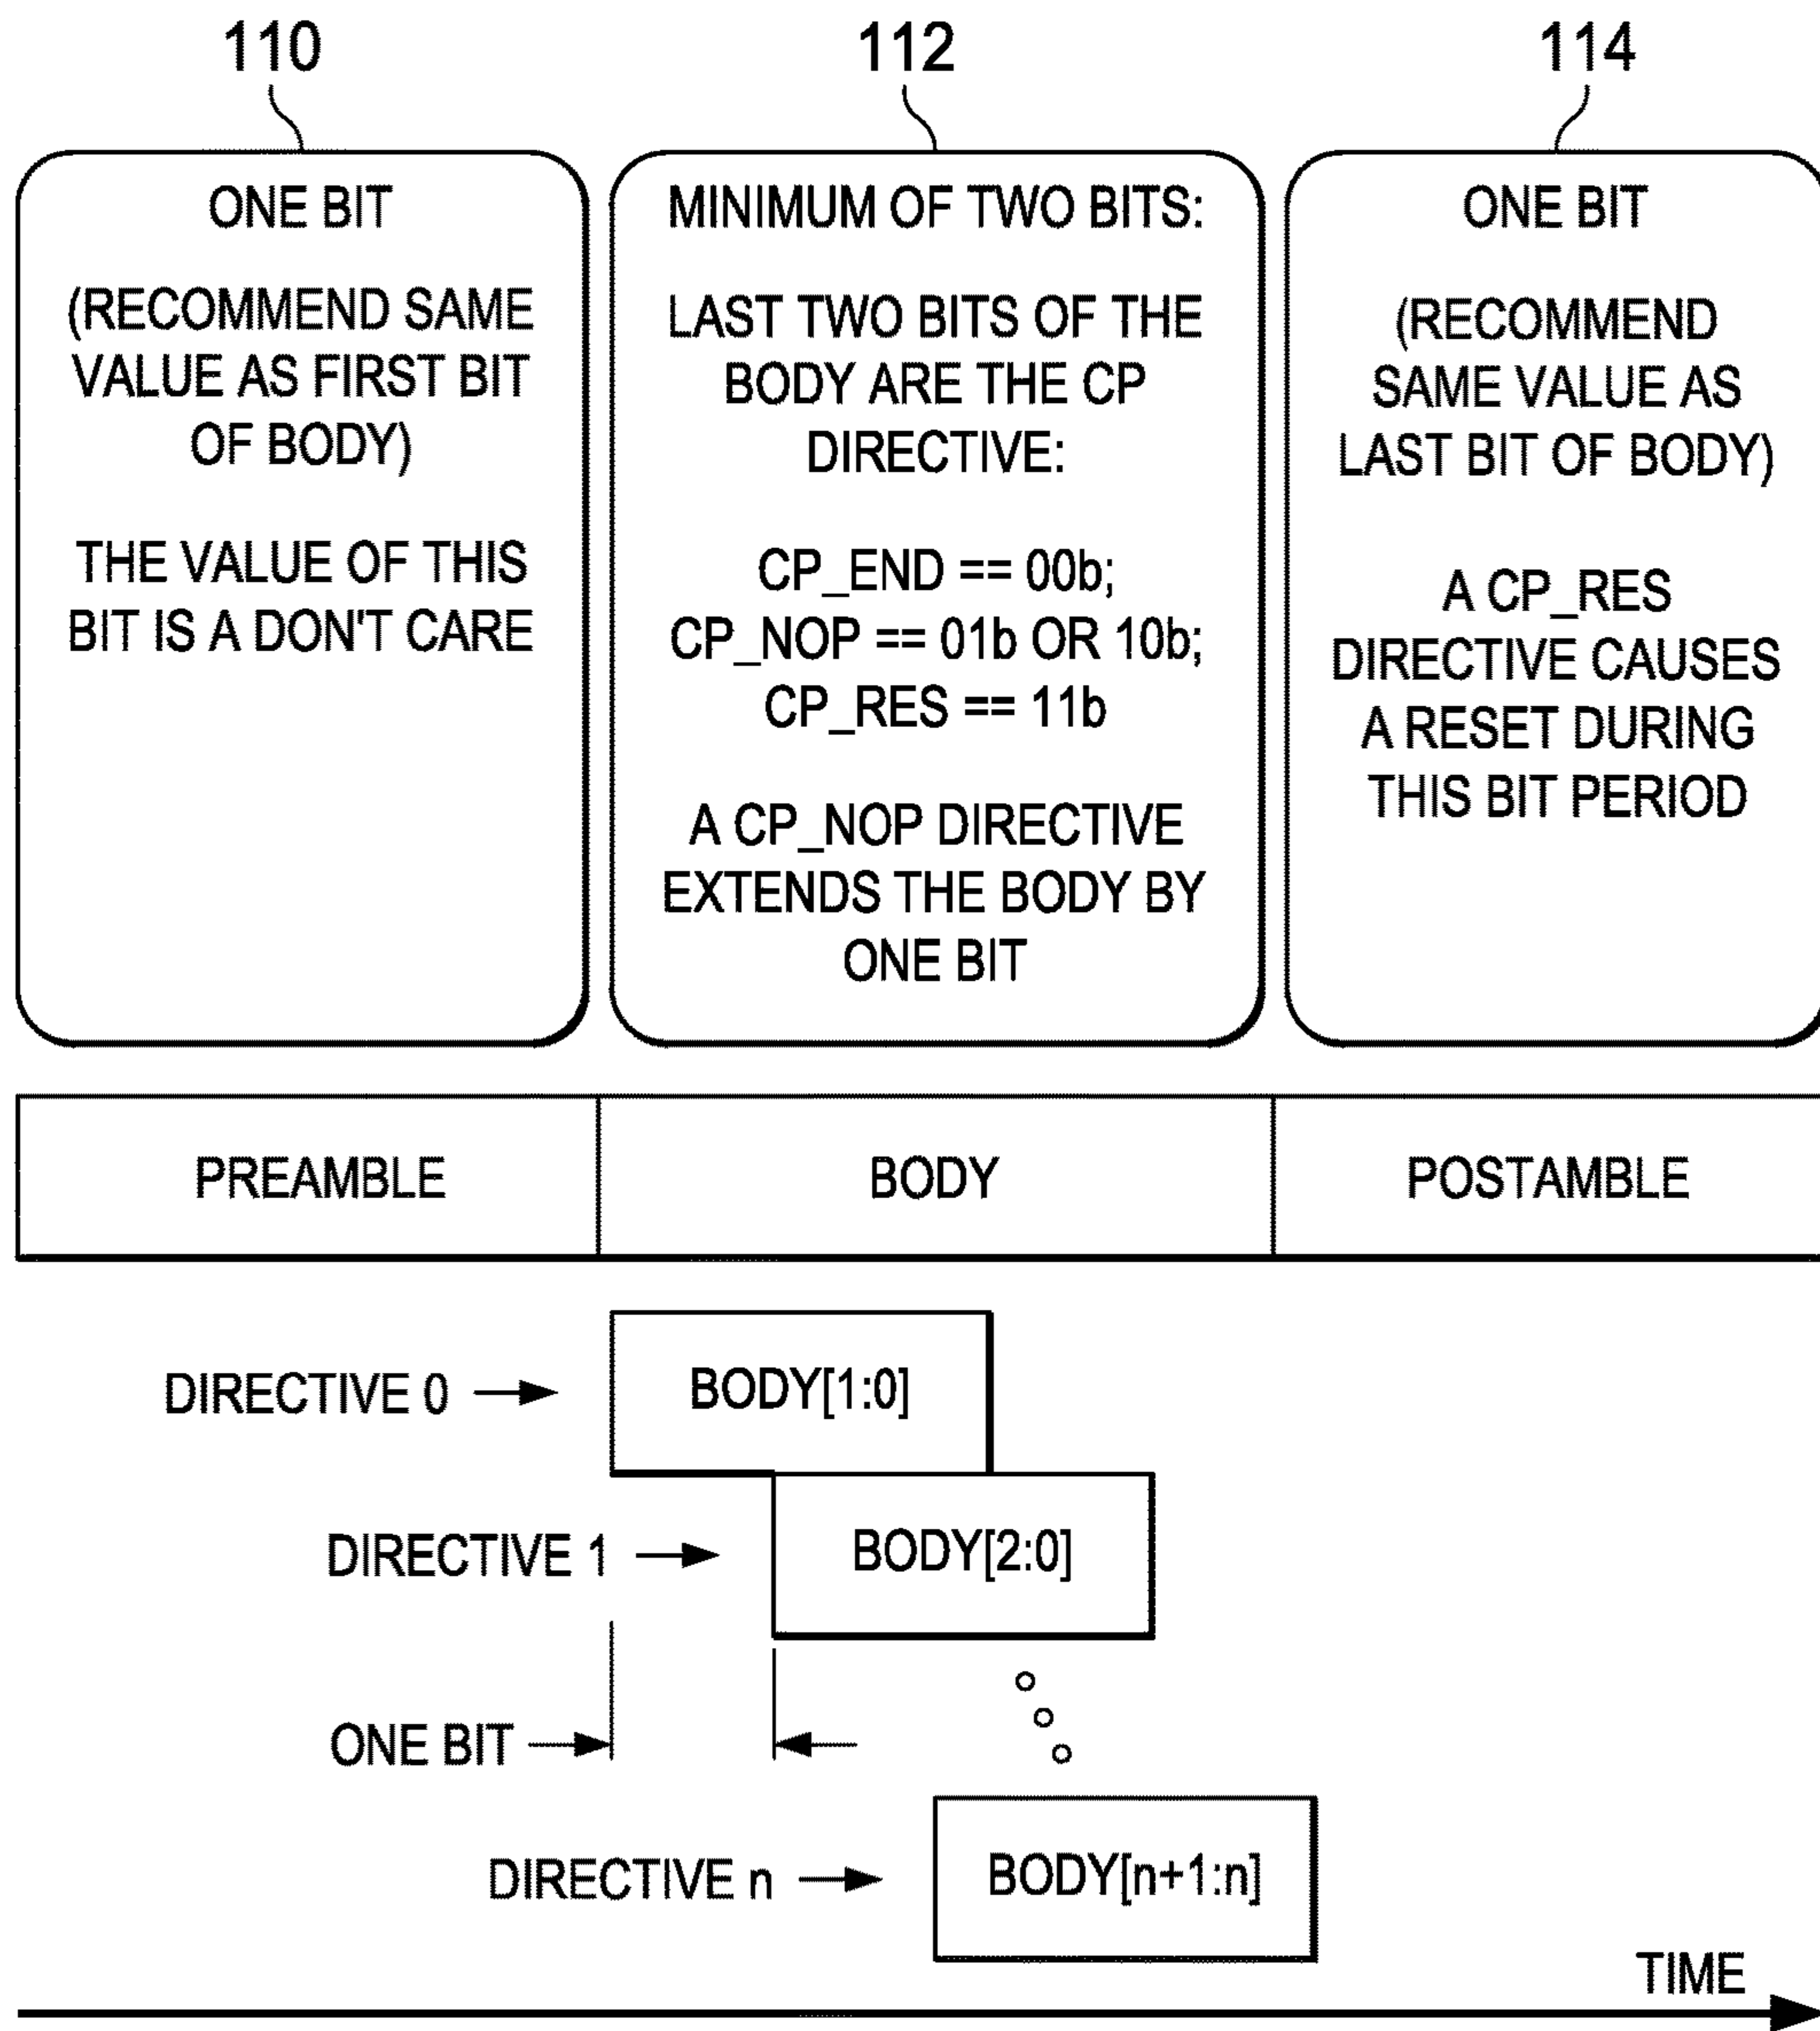 110
112
114
ONE BIT
(RECOMMEND SAME
VALUE AS FIRST BIT
OF BODY)
THE VALUE OF THIS
BIT IS A DON'T CARE
MINIMUM OF TWO BITS:
LAST TWO BITS OF THE
BODY ARE THE CP
DIRECTIVE:
CP_END == 00b;
CP_NOP == 01b OR 10b;
CP_RES == 11b
A CP_NOP DIRECTIVE
EXTENDS THE BODY BY
ONE BIT
ONE BIT
(RECOMMEND
SAME VALUE AS
LAST BIT OF BODY)
A CP_RES
DIRECTIVE CAUSES
A RESET DURING
THIS BIT PERIOD
PREAMBLE
BODY
POSTAMBLE
DIRECTIVE 0
BODY[1:0]
DIRECTIVE 1
BODY[2:0]
ONE BIT
DIRECTIVE n
BODY[n+1:n]
TIME